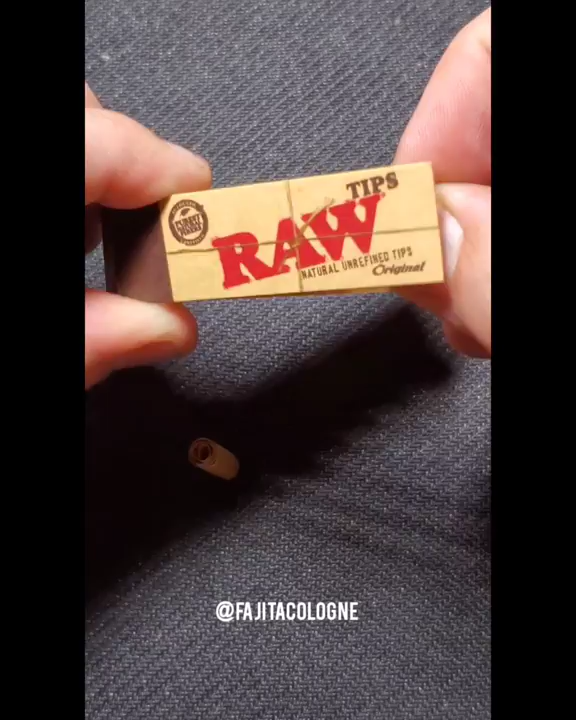 TIPS
RAW
NATURAL UNREFINED TIPS
Original
@FAJITACOLOGNE